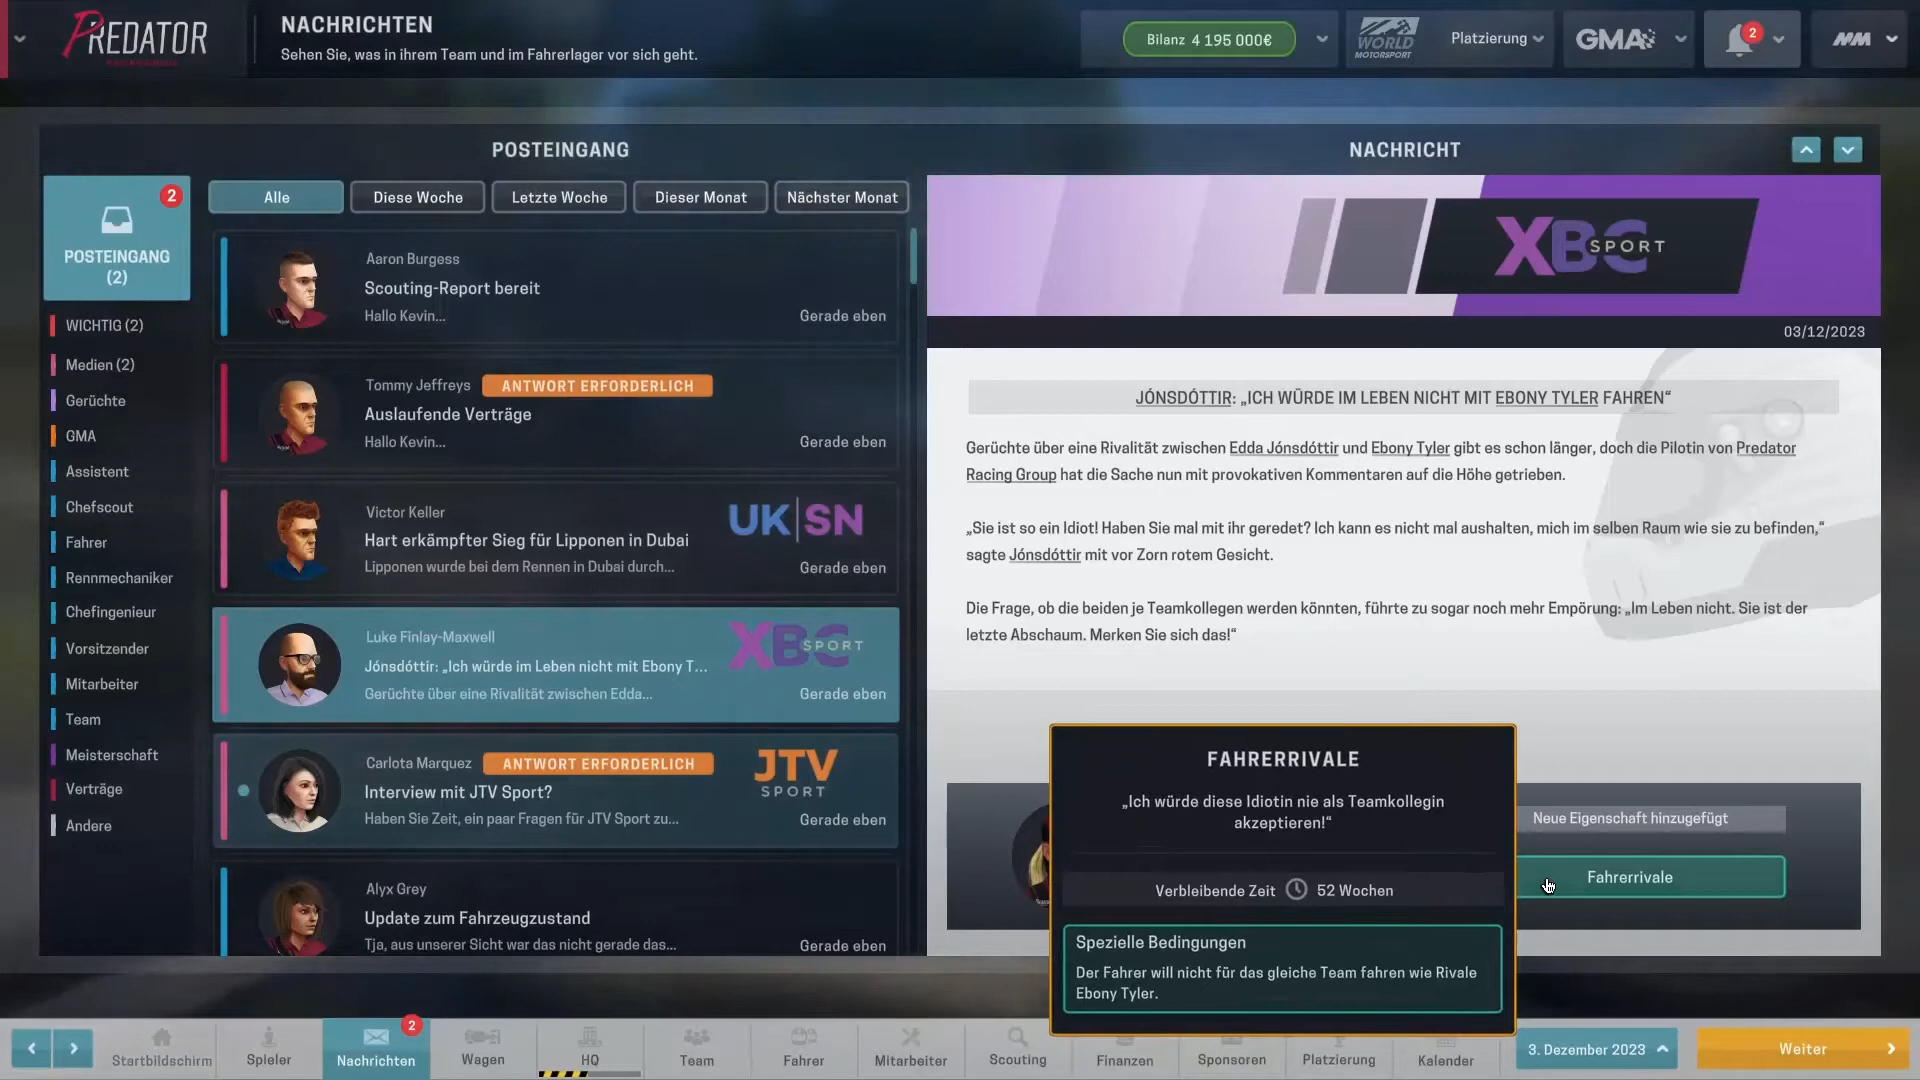 PREDATOR
NACHRICHTEN
Sehen Sie, was in ihrem Team und im Fahrerlager vor sich geht.
Bilanz 4 195 000€
WORLD
MOTORSPORT
Platzierung
GMA
2
MM
POSTEINGANG
NACHRICHT
2
POSTEINGANG
(2)
Alle
Diese Woche
Letzte Woche
Dieser Monat
Nächster Monat
WICHTIG (2)
Medien (2)
Gerüchte
GMA
Assistent
Chefscout
Fahrer
Rennmechaniker
Chefingenieur
Vorsitzender
Mitarbeiter
Team
Meisterschaft
Verträge
Andere
Aaron Burgess
Scouting-Report bereit
Hallo Kevin...
Gerade eben
Tommy Jeffreys
ANTWORT ERFORDERLICH
Auslaufende Verträge
Hallo Kevin...
Gerade eben
Victor Keller
UK|SN
Hart erkämpfter Sieg für Lipponen in Dubai
Lipponen wurde bei dem Rennen in Dubai durch...
Gerade eben
Luke Finlay-Maxwell
XBC SPORT
Jónsdóttir: „Ich würde im Leben nicht mit Ebony T...
Gerüchte über eine Rivalität zwischen Edda...
Gerade eben
Carlota Marquez
ANTWORT ERFORDERLICH
JTV
SPORT
Interview mit JTV Sport?
Haben Sie Zeit, ein paar Fragen für JTV Sport zu...
Gerade eben
Alyx Grey
Update zum Fahrzeugzustand
Tja, aus unserer Sicht war das nicht gerade das...
Gerade eben
XBC SPORT
03/12/2023
JÓNSDÓTTIR: „ICH WÜRDE IM LEBEN NICHT MIT EBONY TYLER FAHREN“
Gerüchte über eine Rivalität zwischen Edda Jónsdóttir und Ebony Tyler gibt es schon länger, doch die Pilotin von Predator
Racing Group hat die Sache nun mit provokativen Kommentaren auf die Höhe getrieben.
„Sie ist so ein Idiot! Haben Sie mal mit ihr geredet? Ich kann es nicht mal aushalten, mich im selben Raum wie sie zu befinden,“
sagte Jónsdóttir mit vor Zorn rotem Gesicht.
Die Frage, ob die beiden je Teamkollegen werden könnten, führte zu sogar noch mehr Empörung: „Im Leben nicht. Sie ist der
letzte Abschaum. Merken Sie sich das!“
FAHRERRIVALE
„Ich würde diese Idiotin nie als Teamkollegin
akzeptieren!“
Verbleibende Zeit 52 Wochen
Spezielle Bedingungen
Der Fahrer will nicht für das gleiche Team fahren wie Rivale
Ebony Tyler.
Neue Eigenschaft hinzugefügt
Fahrerrivale
Startbildschirm
Spieler
2
Nachrichten
Wagen
HQ
Team
Fahrer
Mitarbeiter
Scouting
Finanzen
Sponsoren
Platzierung
Kalender
3. Dezember 2023
Weiter